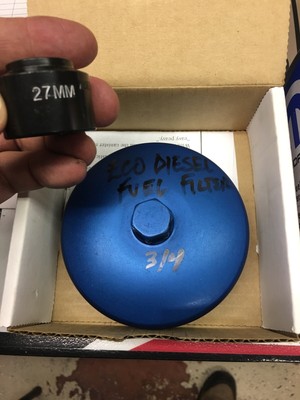 27MM
ECO DIESEL
FUEL FILTER
3/4